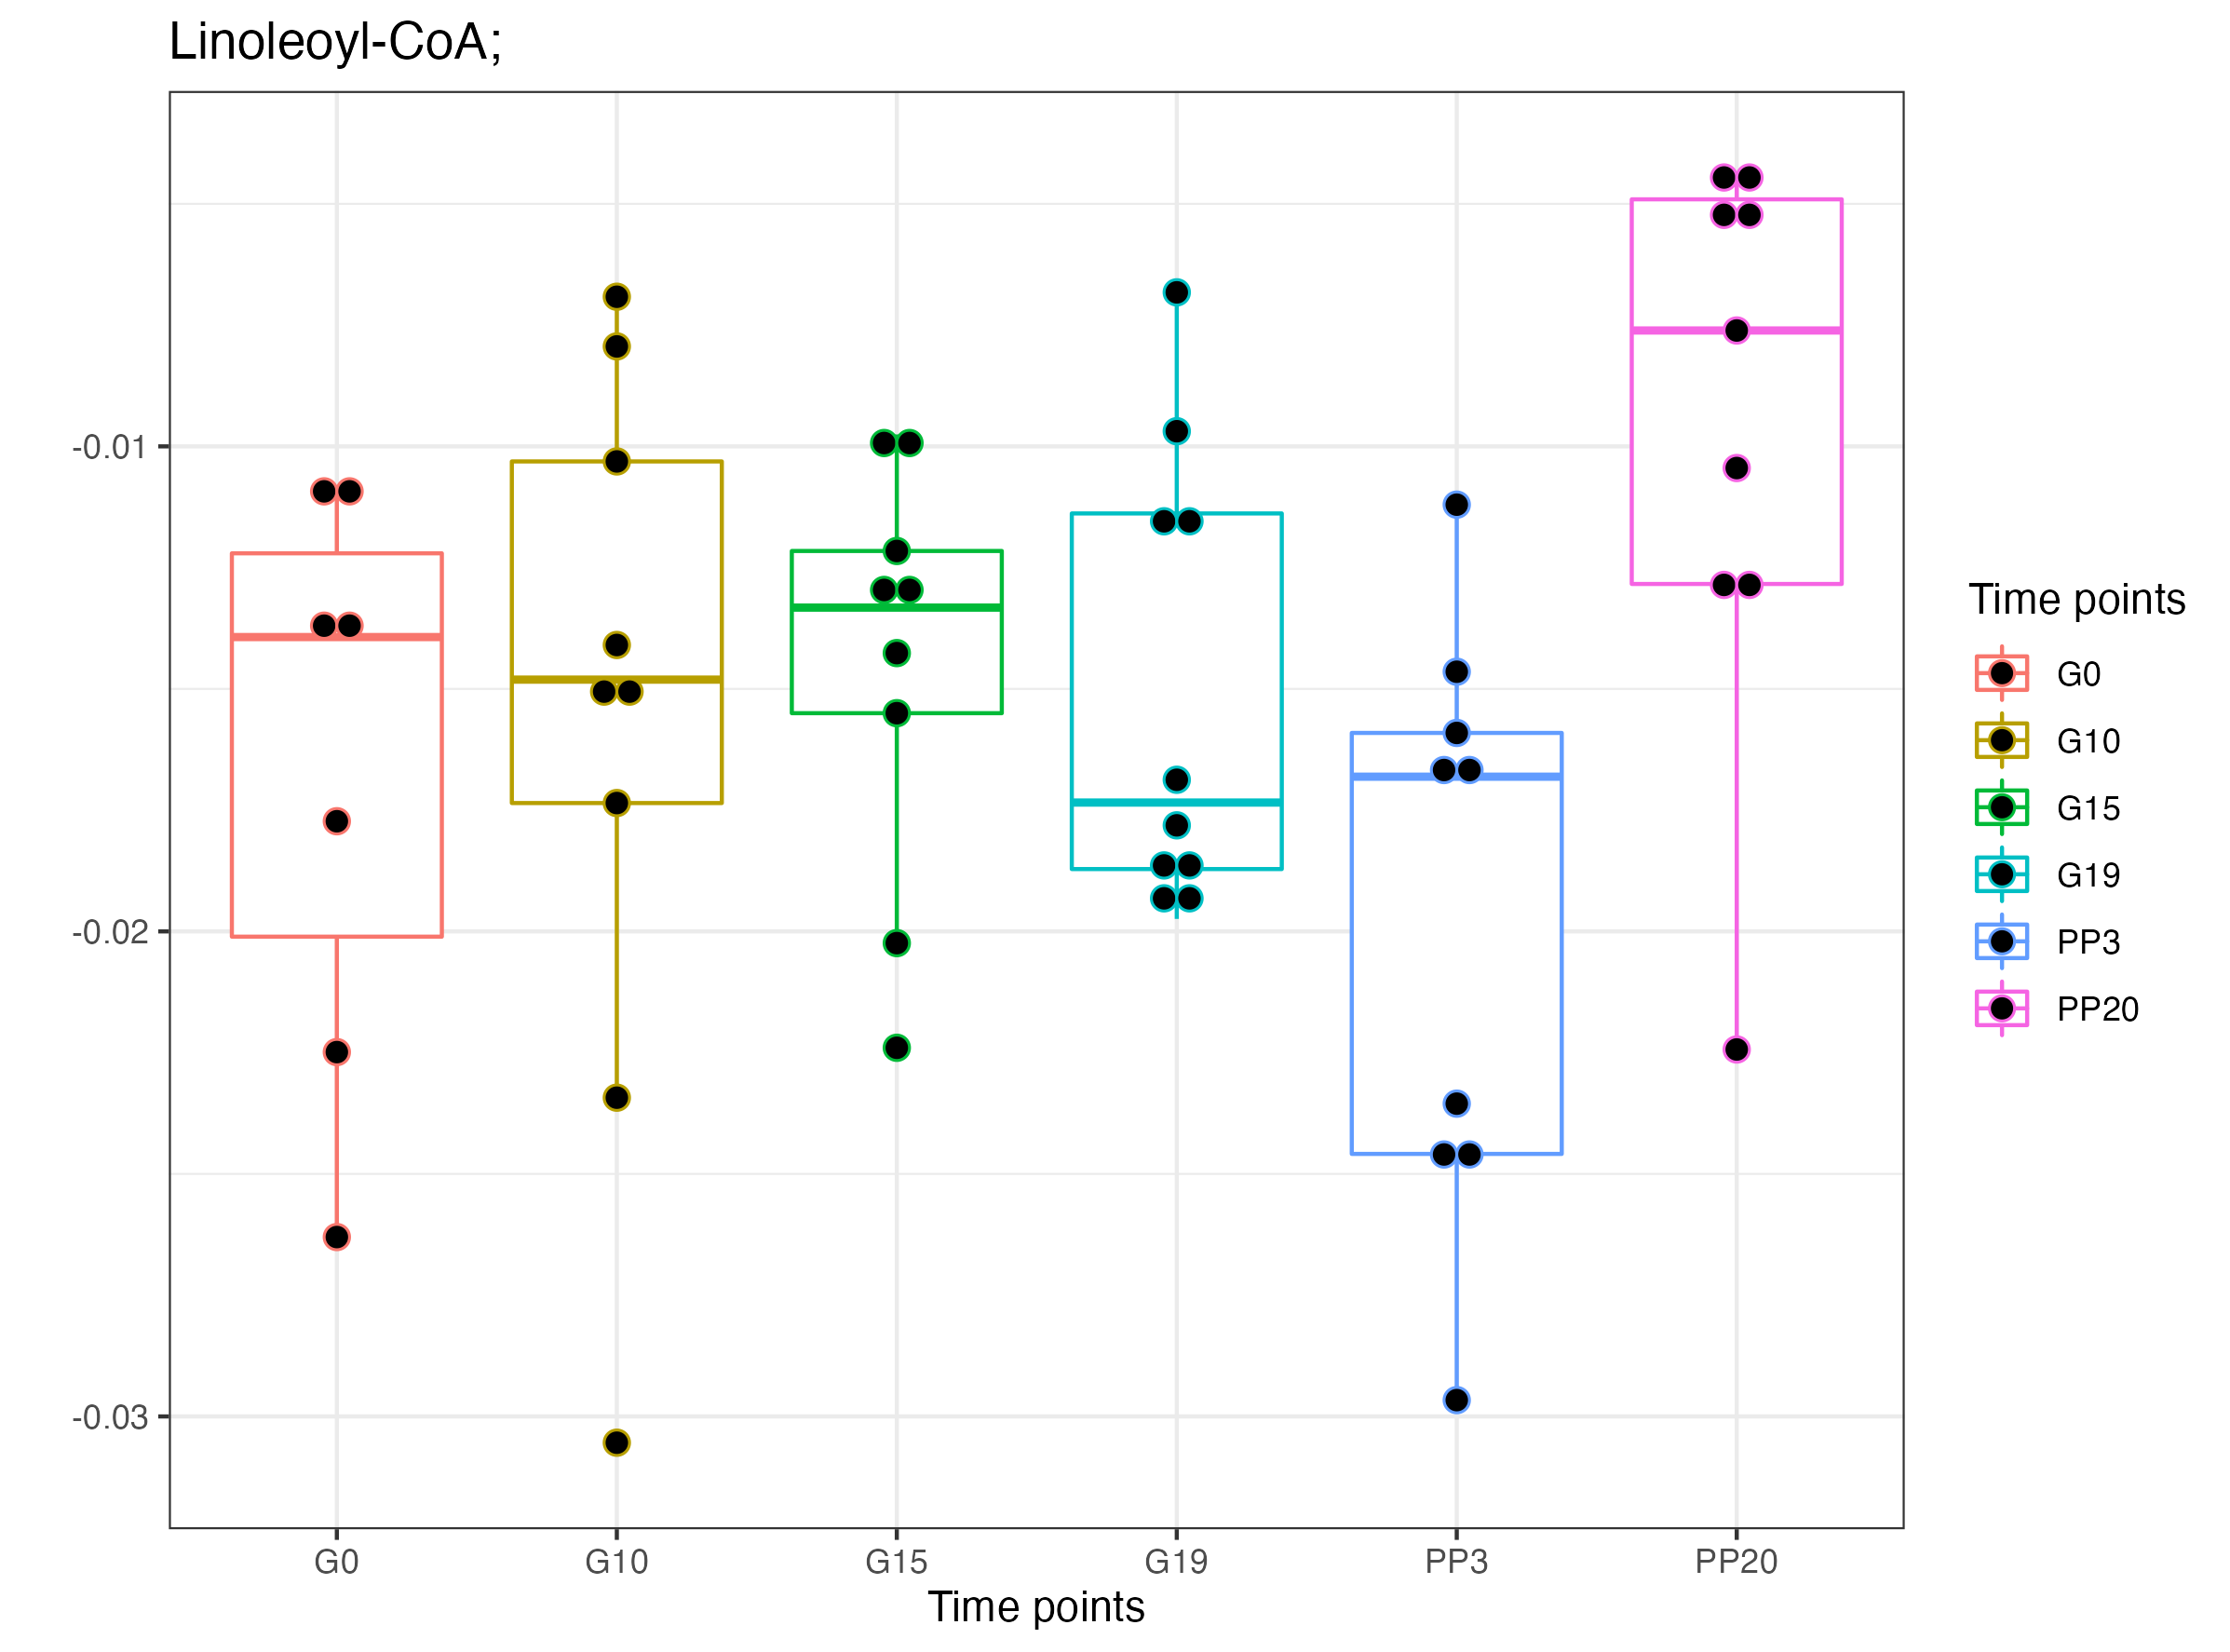 Linoleoyl-CoA;
-0.01
-0.02
-0.03
G0 G10 G15 G19 PP3 PP20
Time points
Time points
G0
G10
G15
G19
PP3
PP20